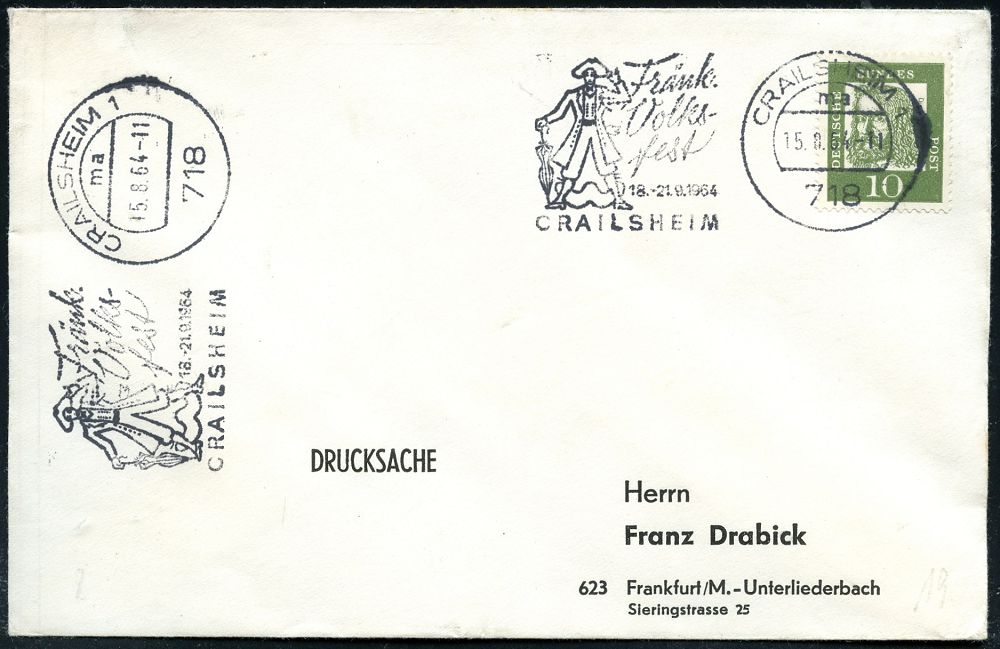 CRAILSHEIM 1
ma
15.8.64-11
718
Fränk.
Volks-
fest
18.-21.9.1964
CRAILSHEIM
Fränk.
Volks-
fest
18.-21.9.1964
CRAILSHEIM
CRAILSHEIM 1
ma
15.8.64-11
718
DEUTSCHE
BUNDES
POST
10
DRUCKSACHE
Herrn
Franz Drabick
623 Frankfurt/M.-Unterliederbach
Sieringstrasse 25